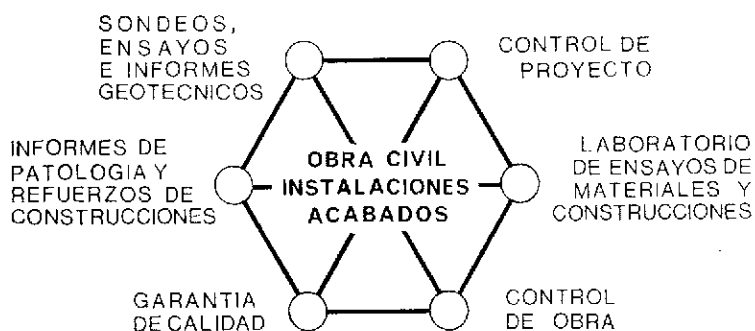 SONDEOS,
ENSAYOS
E INFORMES
GEOTECNICOS
CONTROL DE
PROYECTO
INFORMES DE
PATOLOGIA Y
REFUERZOS DE
CONSTRUCCIONES
OBRA CIVIL
INSTALACIONES
ACABADOS
LABORATORIO
DE ENSAYOS DE
MATERIALES Y
CONSTRUCCIONES
GARANTIA
DE CALIDAD
CONTROL
DE OBRA